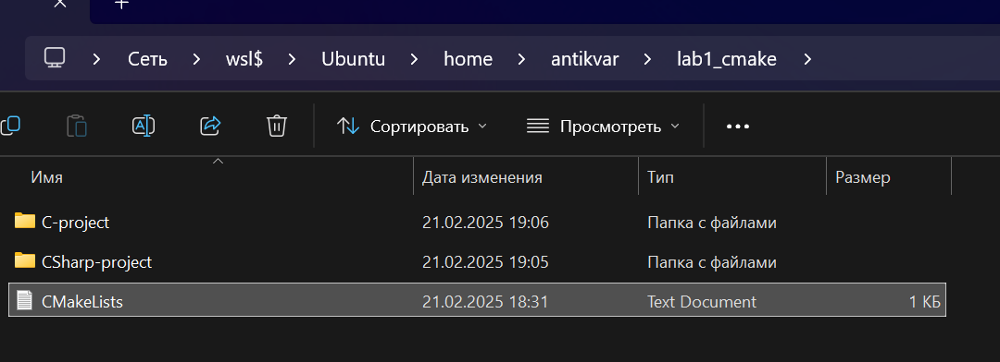 Сеть > wsl$ > Ubuntu > home > antikvar > lab1_cmake >
Сортировать Просмотреть
Имя Дата изменения Тип Размер
C-project 21.02.2025 19:06 Папка с файлами
CSharp-project 21.02.2025 19:05 Папка с файлами
CMakeLists 21.02.2025 18:31 Text Document 1 КБ